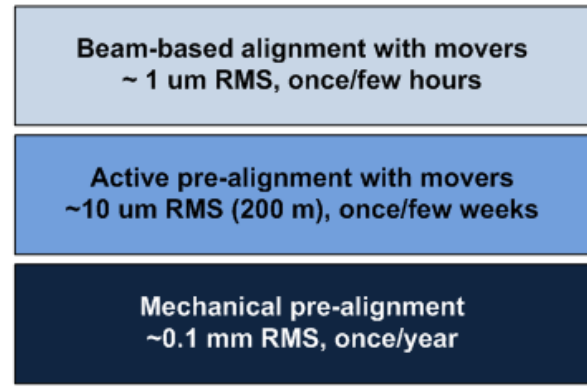 Beam-based alignment with movers
~ 1 um RMS, once/few hours
Active pre-alignment with movers
~10 um RMS (200 m), once/few weeks
Mechanical pre-alignment
~0.1 mm RMS, once/year